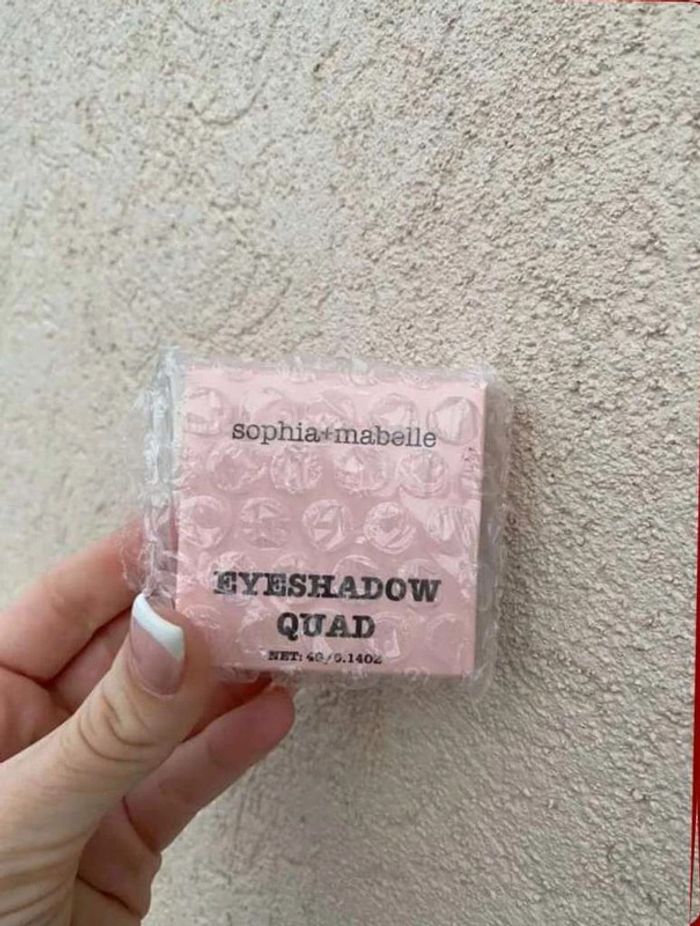 sophia+mabelle
EYESHADOW
QUAD
NET: 4G/0.14OZ